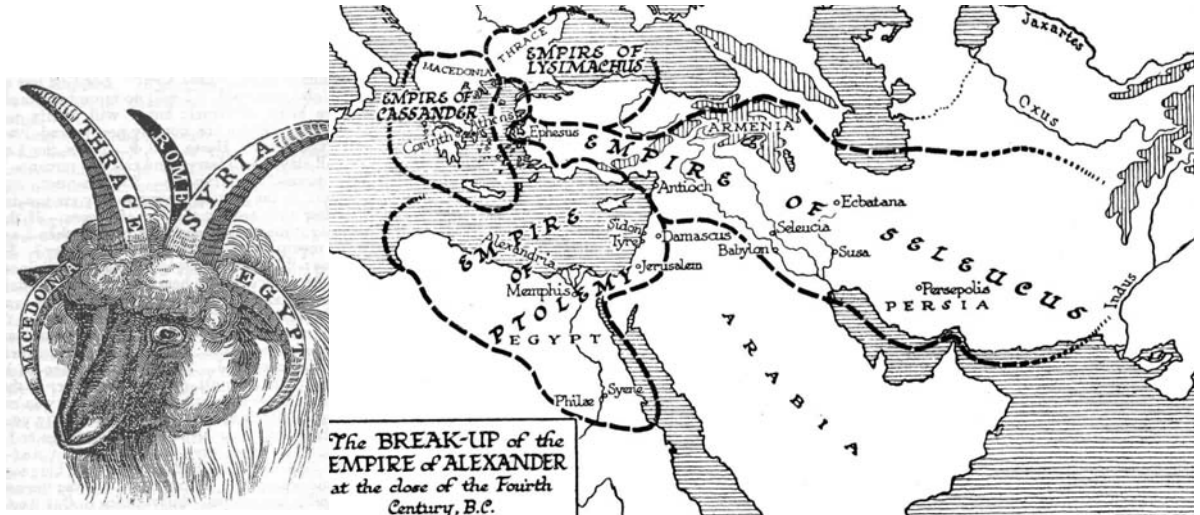 MACEDONIA
THRACE
ROME
SYRIA
EGYPT
THRACE
MACEDONIA
EMPIRE OF
LYSIMACHUS
EMPIRE OF
CASSANDER
Corinth
Athens
Ephesus
ARMENIA
Jaxartes
Oxus
EMPIRE
OF
SELEUCUS
Antioch
Ecbatana
Seleucia
Sidon
Tyre
Damascus
Babylon
Susa
Jerusalem
Persepolis
PERSIA
Indus
EMPIRE
OF
PTOLEMY
Alexandria
Memphis
EGYPT
ARABIA
Philæ
Syene
The BREAK-UP of the
EMPIRE of ALEXANDER
at the close of the Fourth
Century, B.C.